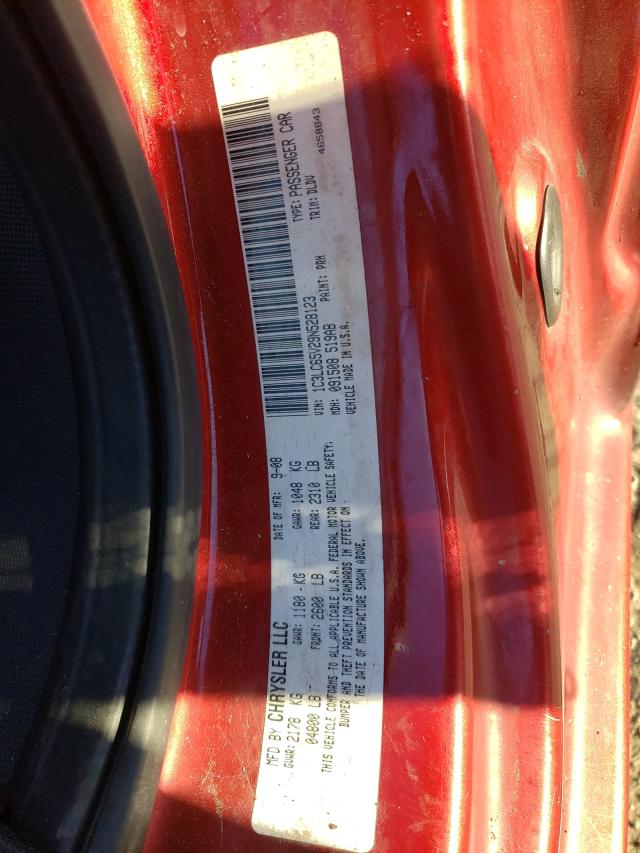 MFD BY CHRYSLER LLC DATE OF MFR: 9-08
GVWR: 2178 KG GAWR: 1180 -KG GAWR: 1048 KG
04800 LB FRONT: 2600 LB REAR: 2310 LB
THIS VEHICLE CONFORMS TO ALL APPLICABLE U.S.A. FEDERAL MOTOR VEHICLE SAFETY,
BUMPER AND THEFT PREVENTION STANDARDS IN EFFECT ON
THE DATE OF MANUFACTURE SHOWN ABOVE.
VIN: 1C3LC65V29N528123 TYPE: PASSENGER CAR
MDH: 091508 519AB PAINT: PRH TRIM: DLDV
VEHICLE MADE IN U.S.A. 4658843